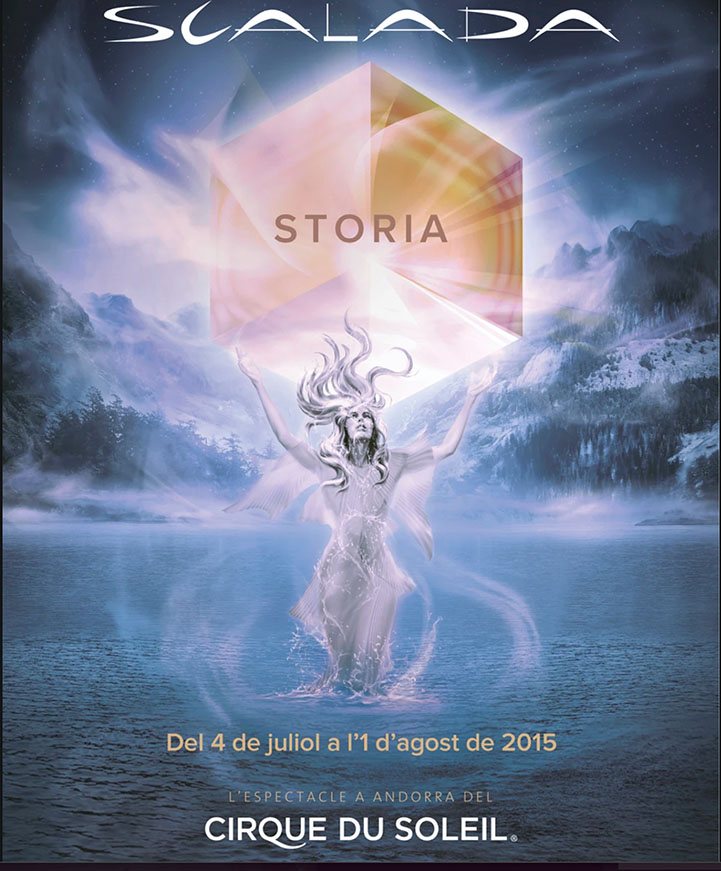 SCALADA
STORIA
Del 4 de juliol a l'1 d'agost de 2015
L'ESPECTACLE A ANDORRA DEL
CIRQUE DU SOLEIL®